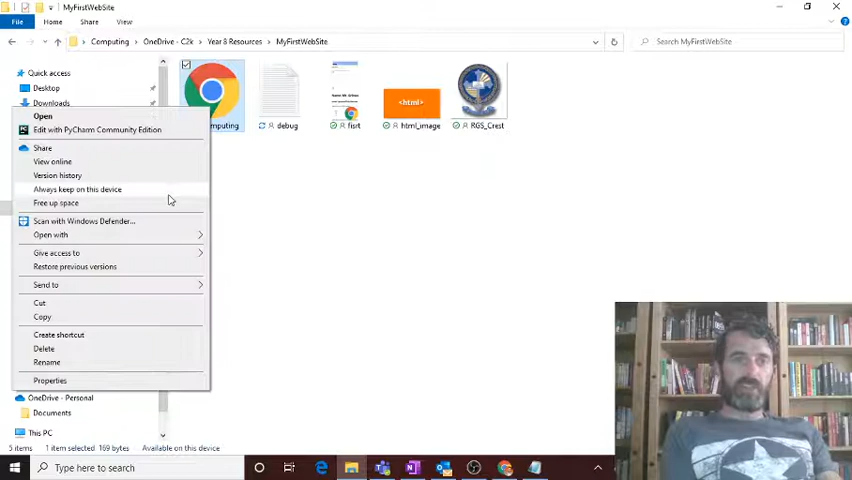 MyFirstWebSite
File
Home
Share
View
Computing
OneDrive - C2k
Year 8 Resources
MyFirstWebSite
Search MyFirstWebSite
Quick access
Desktop
Downloads
mputing
debug
fisrt
<html>
html_image
RGS_Crest
Open
Edit with PyCharm Community Edition
Share
View online
Version history
Always keep on this device
Free up space
Scan with Windows Defender...
Open with
Give access to
Restore previous versions
Send to
Cut
Copy
Create shortcut
Delete
Rename
Properties
OneDrive - Personal
Documents
This PC
5 items
1 item selected 169 bytes
Available on this device
Type here to search